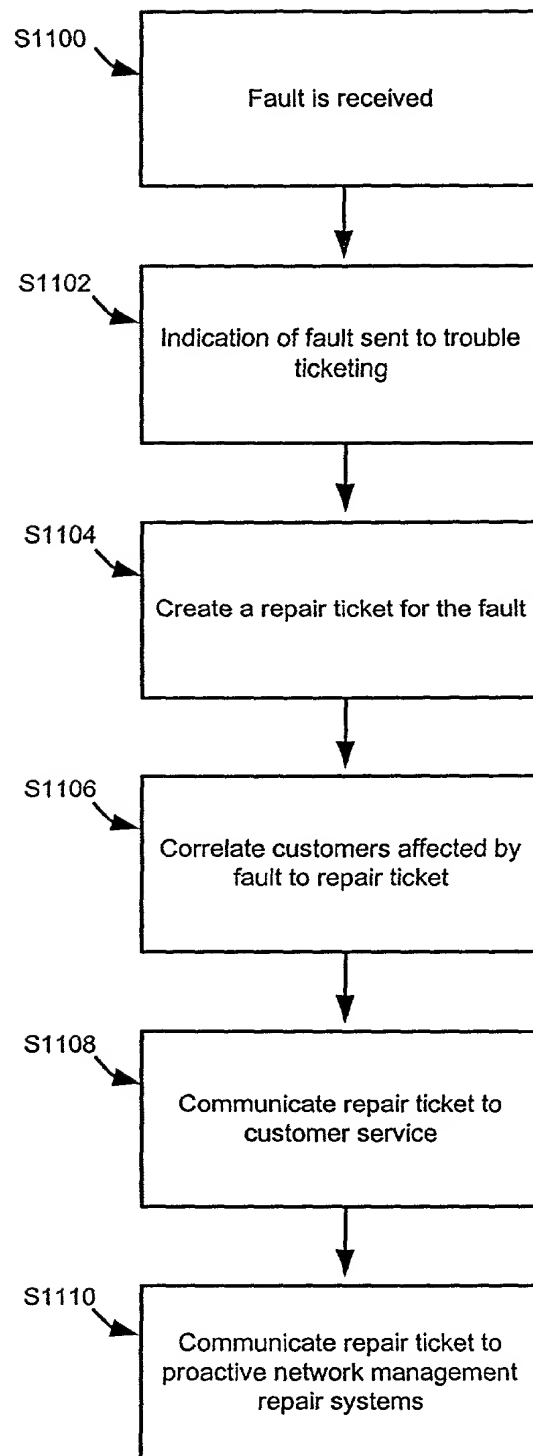 S1100
Fault is received
S1102
Indication of fault sent to trouble
ticketing
S1104
Create a repair ticket for the fault
S1106
Correlate customers affected by
fault to repair ticket
S1108
Communicate repair ticket to
customer service
S1110
Communicate repair ticket to
proactive network management
repair systems